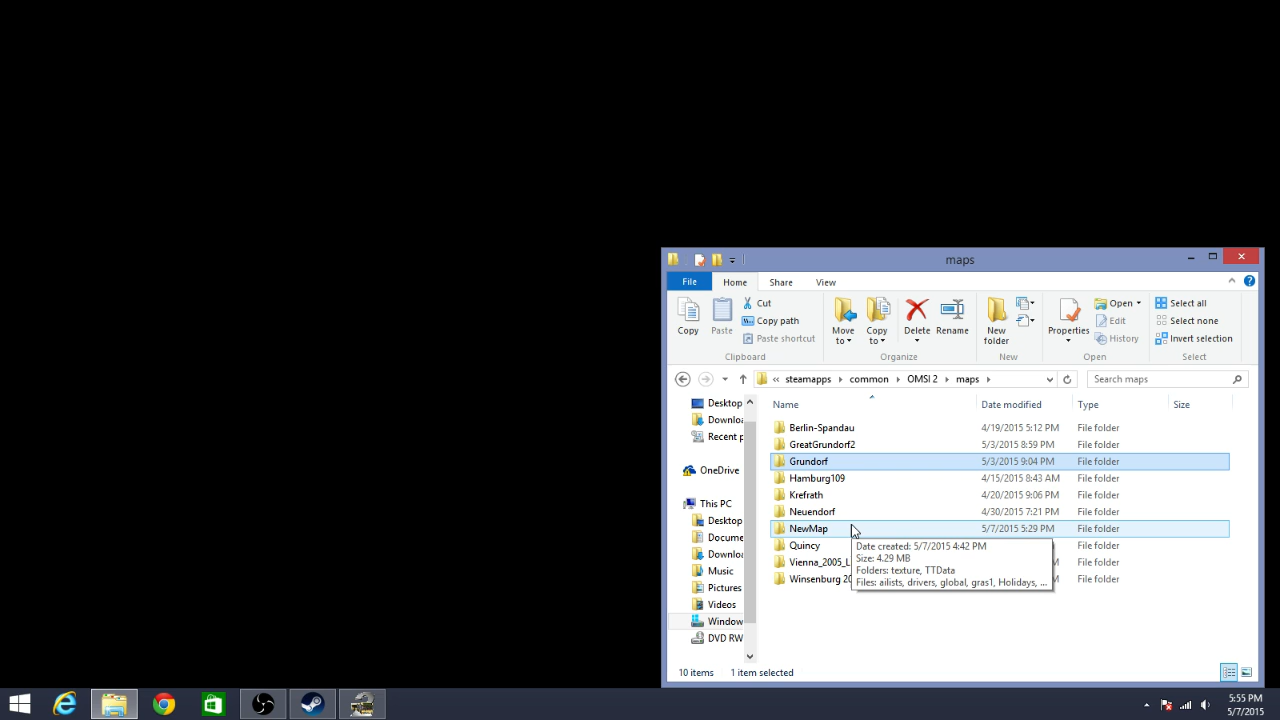 maps
File
Home
Share
View
Copy
Paste
Cut
Copy path
Paste shortcut
Clipboard
Move to
Copy to
Delete
Rename
Organize
New folder
New
Properties
Open
Edit
History
Open
Select all
Select none
Invert selection
Select
« steamapps common OMSI 2 maps
Search maps
Name Date modified Type Size
Desktop
Downlo
Recent p
OneDrive
This PC
Desktop
Docume
Downlo
Music
Pictures
Videos
Window
DVD RW
Berlin-Spandau 4/19/2015 5:12 PM File folder
GreatGrundorf2 5/3/2015 8:59 PM File folder
Grundorf 5/3/2015 9:04 PM File folder
Hamburg109 4/15/2015 8:43 AM File folder
Krefrath 4/20/2015 9:06 PM File folder
Neuendorf 4/30/2015 7:21 PM File folder
NewMap 5/7/2015 5:29 PM File folder
Quincy M File folder
Vienna_2005_L M File folder
Winsenburg 20 M File folder
Date created: 5/7/2015 4:42 PM
Size: 4.29 MB
Folders: texture, TTData
Files: ailists, drivers, global, gras1, Holidays, ...
10 items 1 item selected
5:55 PM
5/7/2015